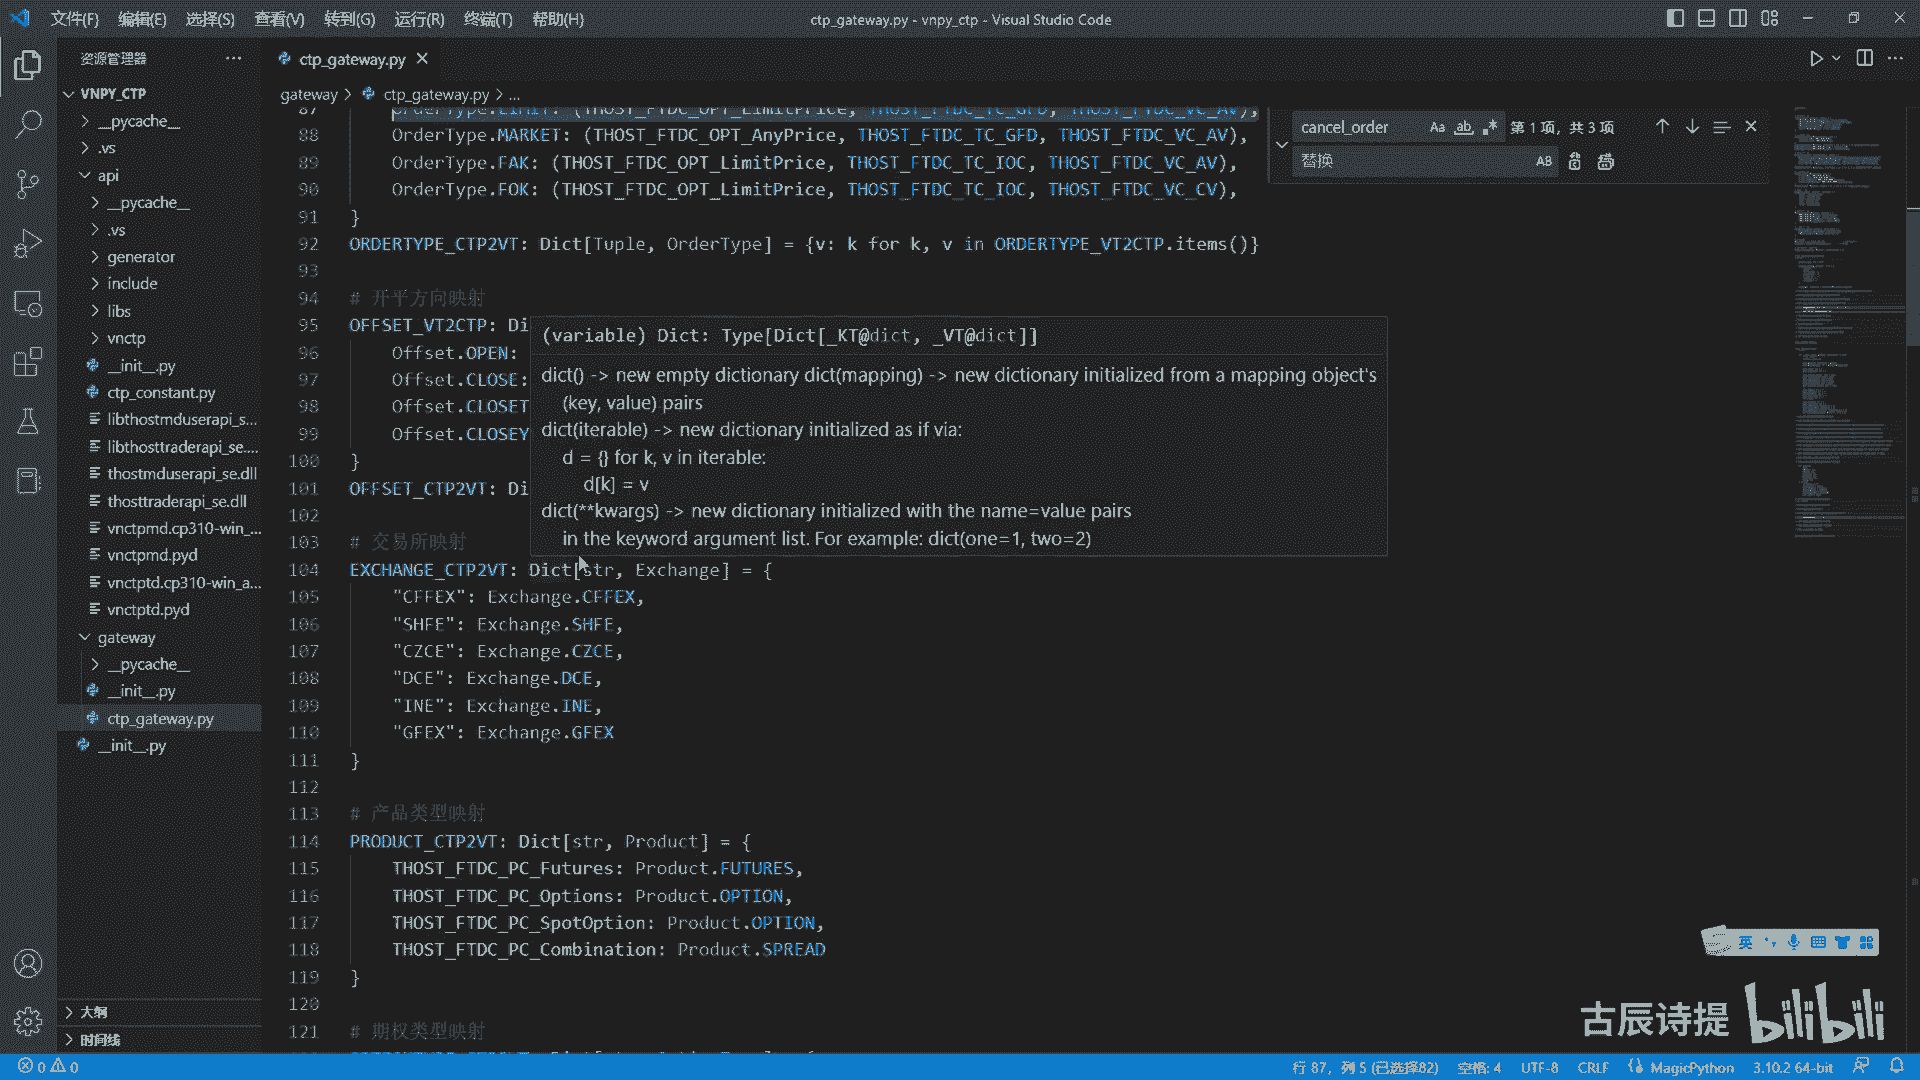 文件(F) 编辑(E) 选择(S) 查看(V) 转到(G) 运行(R) 终端(T) 帮助(H)
ctp_gateway.py - vnpy_ctp - Visual Studio Code
资源管理器
VNPY_CTP
__pycache__
.vs
api
__pycache__
.vs
generator
include
libs
vnctp
__init__.py
ctp_constant.py
libthostmduserapi_s...
libthosttraderapi_se....
thostmduserapi_se.dll
thosttraderapi_se.dll
vnctpmd.cp310-win_...
vnctpmd.pyd
vnctptd.cp310-win_a...
vnctptd.pyd
gateway
__pycache__
__init__.py
ctp_gateway.py
__init__.py
大纲
时间线
ctp_gateway.py
gateway > ctp_gateway.py > ...
87 OrderType.LIMIT: (THOST_FTDC_OPT_LimitPrice, THOST_FTDC_TC_GFD, THOST_FTDC_VC_AV),
88 OrderType.MARKET: (THOST_FTDC_OPT_AnyPrice, THOST_FTDC_TC_GFD, THOST_FTDC_VC_AV),
89 OrderType.FAK: (THOST_FTDC_OPT_LimitPrice, THOST_FTDC_TC_IOC, THOST_FTDC_VC_AV),
90 OrderType.FOK: (THOST_FTDC_OPT_LimitPrice, THOST_FTDC_TC_IOC, THOST_FTDC_VC_CV),
91 }
92 ORDERTYPE_CTP2VT: Dict[Tuple, OrderType] = {v: k for k, v in ORDERTYPE_VT2CTP.items()}
93
94 # 开平方向映射
95 OFFSET_VT2CTP: Di
96 Offset.OPEN:
97 Offset.CLOSE:
98 Offset.CLOSET
99 Offset.CLOSEY
100 }
101 OFFSET_CTP2VT: Di
102
103 # 交易所映射
104 EXCHANGE_CTP2VT: Dict[str, Exchange] = {
105 "CFFEX": Exchange.CFFEX,
106 "SHFE": Exchange.SHFE,
107 "CZCE": Exchange.CZCE,
108 "DCE": Exchange.DCE,
109 "INE": Exchange.INE,
110 "GFEX": Exchange.GFEX
111 }
112
113 # 产品类型映射
114 PRODUCT_CTP2VT: Dict[str, Product] = {
115 THOST_FTDC_PC_Futures: Product.FUTURES,
116 THOST_FTDC_PC_Options: Product.OPTION,
117 THOST_FTDC_PC_SpotOption: Product.OPTION,
118 THOST_FTDC_PC_Combination: Product.SPREAD
119 }
120
121 # 期权类型映射
(variable) Dict: Type[Dict[_KT@dict, _VT@dict]]
dict() -> new empty dictionary dict(mapping) -> new dictionary initialized from a mapping object's
(key, value) pairs
dict(iterable) -> new dictionary initialized as if via:
d = {} for k, v in iterable:
d[k] = v
dict(**kwargs) -> new dictionary initialized with the name=value pairs
in the keyword argument list. For example: dict(one=1, two=2)
cancel_order Aa ab 第 1 项，共 3 项
替换 AB
英
古辰诗提 bilibili
0 0
行 87，列 5 (已选择82) 空格: 4 UTF-8 CRLF MagicPython 3.10.2 64-bit